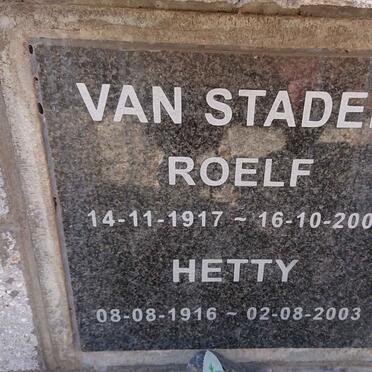 VAN STADE
ROELF
14-11-1917 ~ 16-10-200
HETTY
08-08-1916 ~ 02-08-2003